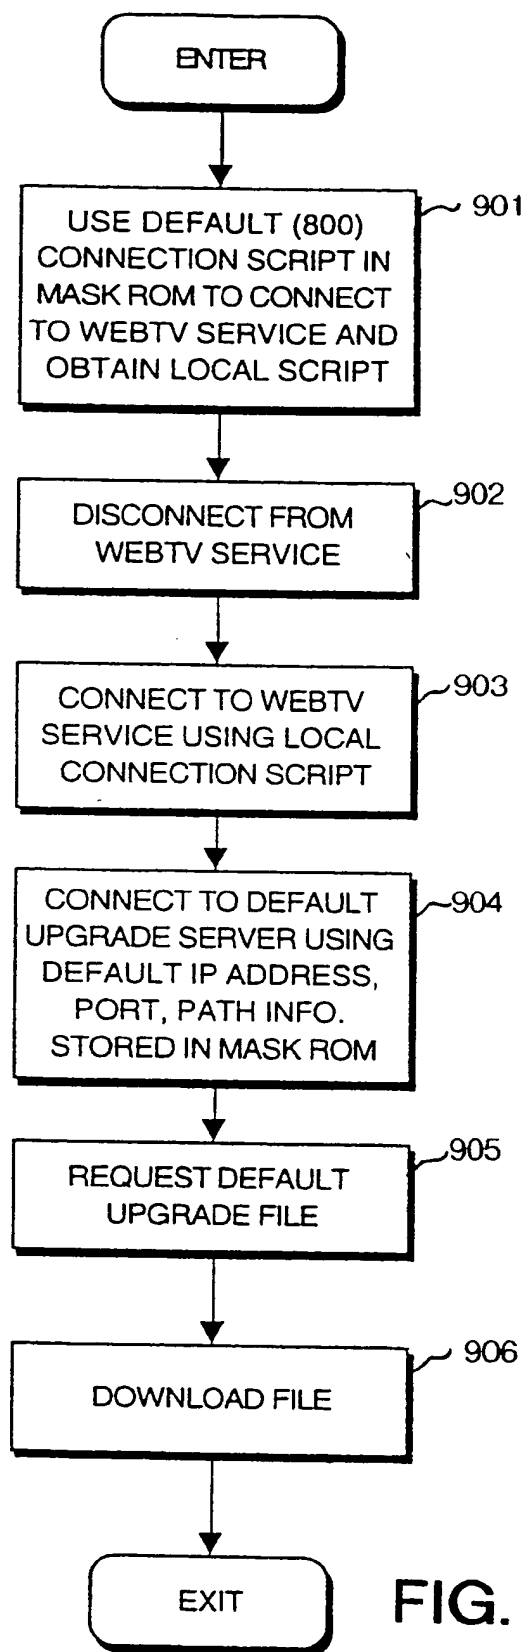 ENTER
USE DEFAULT (800)
CONNECTION SCRIPT IN
MASK ROM TO CONNECT
TO WEBTV SERVICE AND
OBTAIN LOCAL SCRIPT
901
DISCONNECT FROM
WEBTV SERVICE
902
CONNECT TO WEBTV
SERVICE USING LOCAL
CONNECTION SCRIPT
903
CONNECT TO DEFAULT
UPGRADE SERVER USING
DEFAULT IP ADDRESS,
PORT, PATH INFO.
STORED IN MASK ROM
904
REQUEST DEFAULT
UPGRADE FILE
905
DOWNLOAD FILE
906
EXIT
FIG.